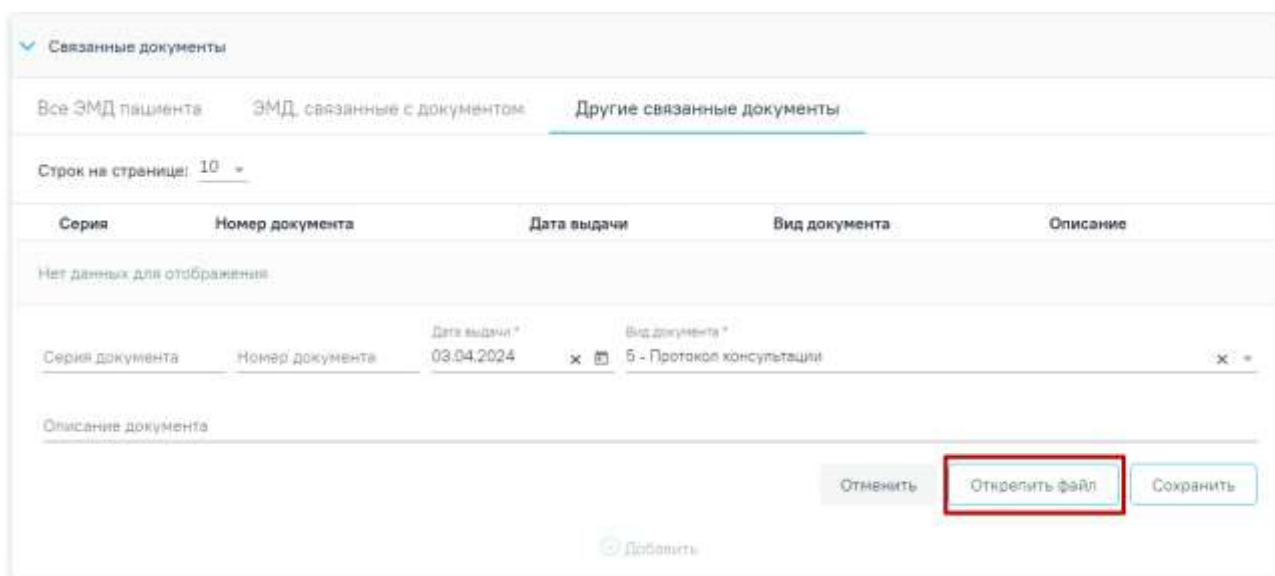 Связанные документы
Все ЭМД пациента ЭМД, связанные с документом Другие связанные документы
Строк на странице: 10
Серия Номер документа Дата выдачи Вид документа Описание
Нет данных для отображения
Дата выдачи * Вид документа *
Серия документа Номер документа 03.04.2024 5 - Протокол консультации
Описание документа
Отменить Открепить файл Сохранить
Добавить